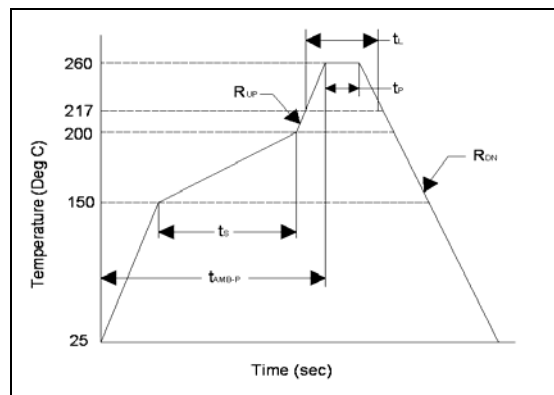 tL
260
RUP
tP
217
200
RDN
150
tS
tAMB-P
25
Temperature (Deg C)
Time (sec)